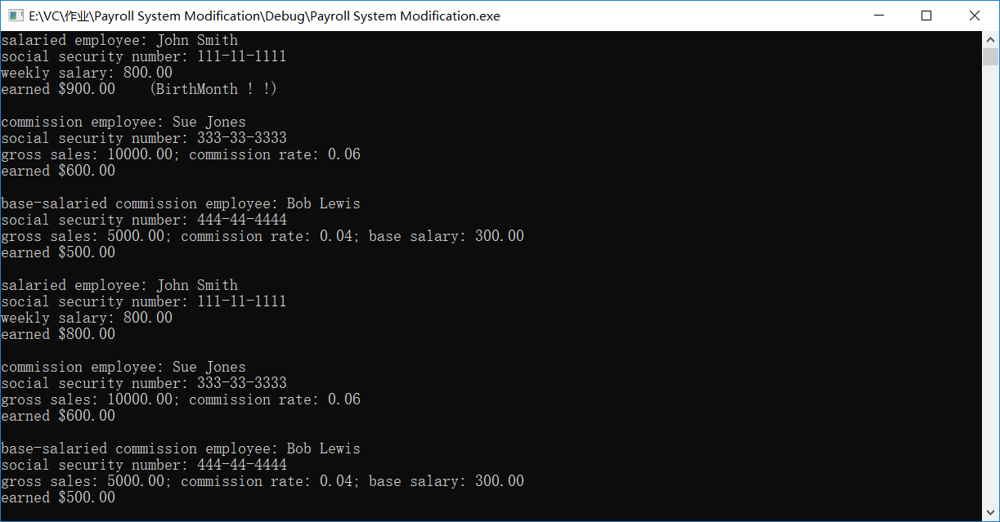 E:\VC\作业\Payroll System Modification\Debug\Payroll System Modification.exe
salaried employee: John Smith
social security number: 111-11-1111
weekly salary: 800.00
earned $900.00    (BirthMonth ! !)
commission employee: Sue Jones
social security number: 333-33-3333
gross sales: 10000.00; commission rate: 0.06
earned $600.00
base-salaried commission employee: Bob Lewis
social security number: 444-44-4444
gross sales: 5000.00; commission rate: 0.04; base salary: 300.00
earned $500.00
salaried employee: John Smith
social security number: 111-11-1111
weekly salary: 800.00
earned $800.00
commission employee: Sue Jones
social security number: 333-33-3333
gross sales: 10000.00; commission rate: 0.06
earned $600.00
base-salaried commission employee: Bob Lewis
social security number: 444-44-4444
gross sales: 5000.00; commission rate: 0.04; base salary: 300.00
earned $500.00